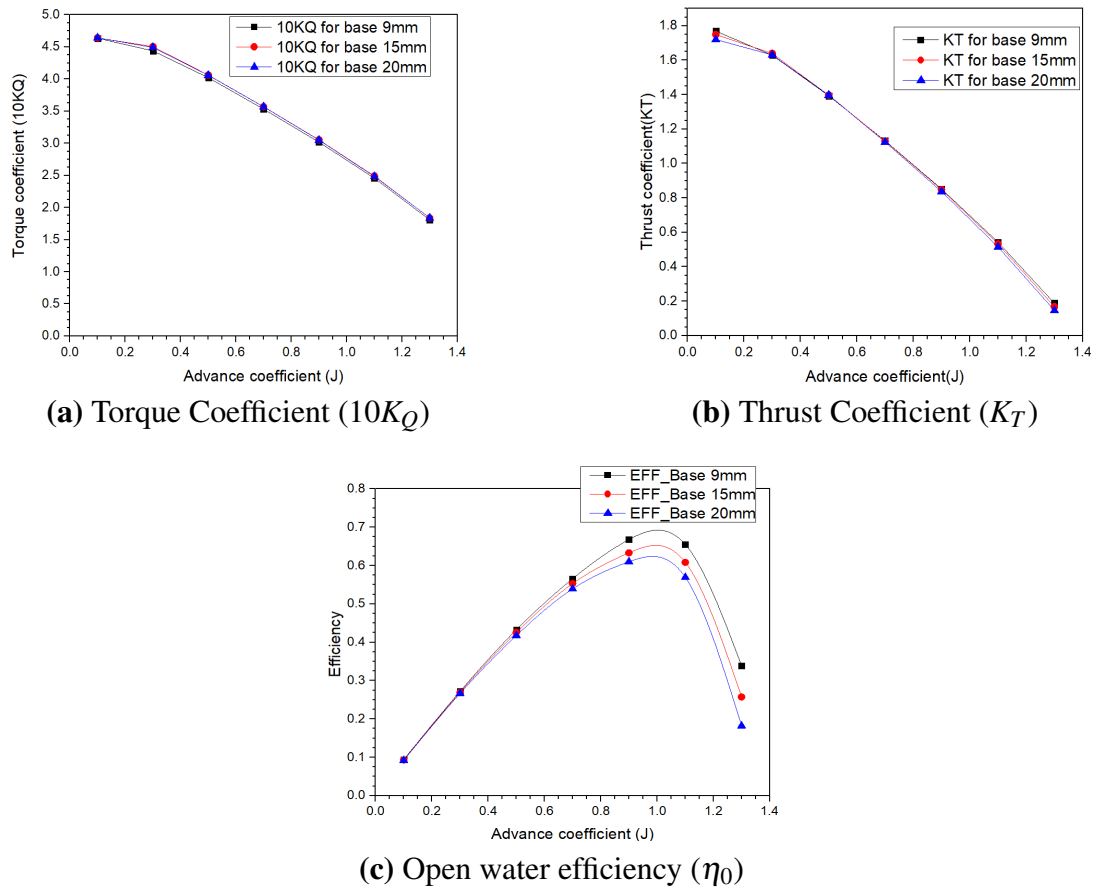 5.0
4.5
4.0
3.5
3.0
2.5
2.0
1.5
1.0
0.5
0.0
Torque coefficient (10KQ)
10KQ for base 9mm
10KQ for base 15mm
10KQ for base 20mm
0.0 0.2 0.4 0.6 0.8 1.0 1.2 1.4
Advance coefficient (J)
(a) Torque Coefficient (10K_Q)
1.8
1.6
1.4
1.2
1.0
0.8
0.6
0.4
0.2
0.0
Thrust coefficient(KT)
KT for base 9mm
KT for base 15mm
KT for base 20mm
0.0 0.2 0.4 0.6 0.8 1.0 1.2 1.4
Advance coefficient(J)
(b) Thrust Coefficient (K_T)
0.8
0.7
0.6
0.5
0.4
0.3
0.2
0.1
0.0
Efficiency
EFF_Base 9mm
EFF_Base 15mm
EFF_Base 20mm
0.0 0.2 0.4 0.6 0.8 1.0 1.2 1.4
Advance coefficient (J)
(c) Open water efficiency (η_0)